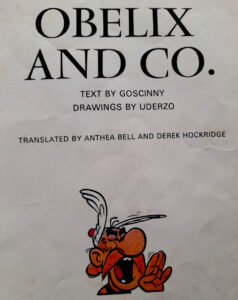 OBELIX
AND CO.
TEXT BY GOSCINNY
DRAWINGS BY UDERZO
TRANSLATED BY ANTHEA BELL AND DEREK HOCKRIDGE